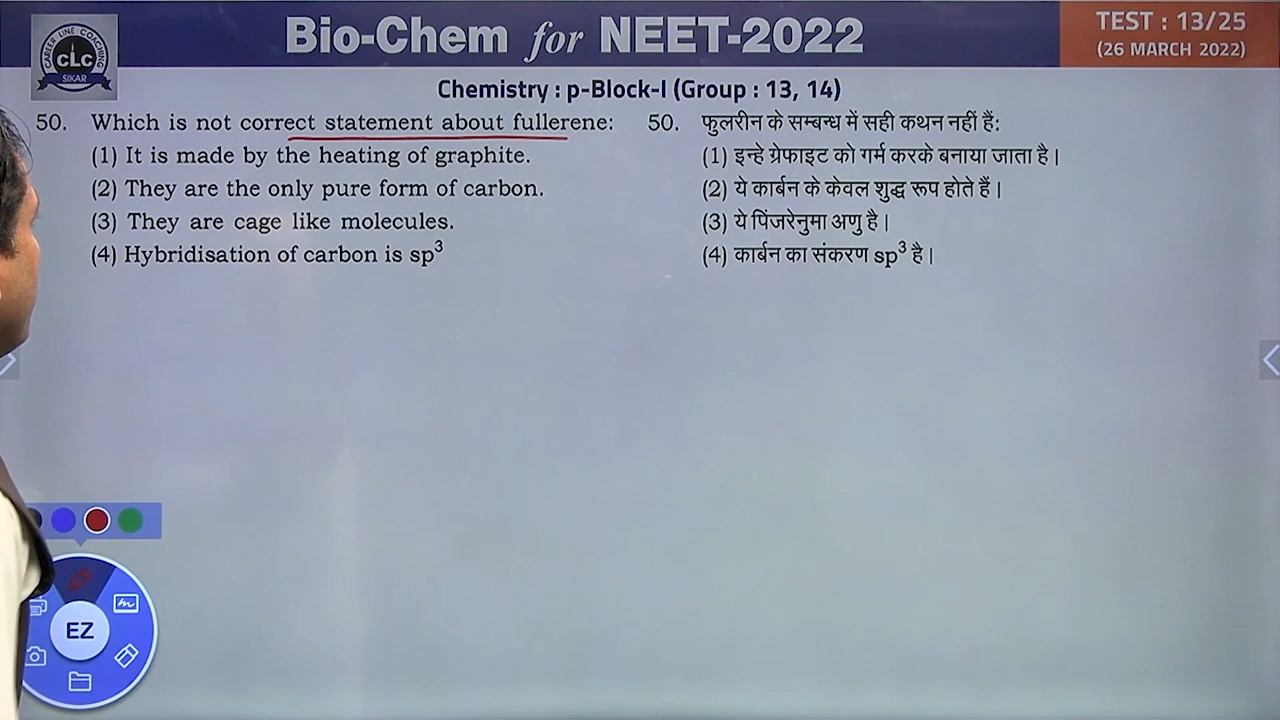 Bio-Chem for NEET-2022
TEST : 13/25
(26 MARCH 2022)
CAREER LINE COACHING
CLC
SIKAR
Chemistry : p-Block-I (Group : 13, 14)
50. Which is not correct statement about fullerene:
(1) It is made by the heating of graphite.
(2) They are the only pure form of carbon.
(3) They are cage like molecules.
(4) Hybridisation of carbon is sp³
50. फुलरीन के सम्बन्ध में सही कथन नहीं हैं:
(1) इन्हे ग्रेफाइट को गर्म करके बनाया जाता है।
(2) ये कार्बन के केवल शुद्ध रूप होते हैं।
(3) ये पिंजरेनुमा अणु है।
(4) कार्बन का संकरण sp³ है।
EZ